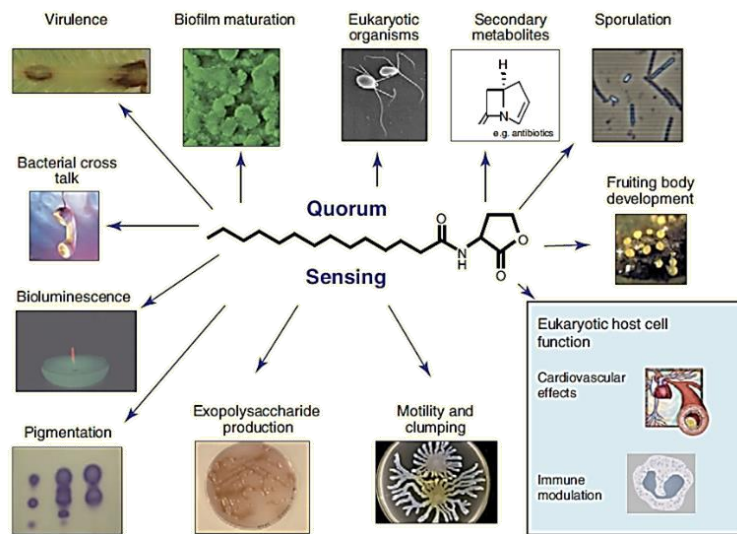 Virulence
Biofilm maturation
Eukaryotic
organisms
Secondary
metabolites
Sporulation
H
N
e.g. antibiotics
Bacterial cross
talk
Quorum
Sensing
O
N
H
O
O
Fruiting body
development
Bioluminescence
Eukaryotic host cell
function
Cardiovascular
effects
Immune
modulation
Pigmentation
Exopolysaccharide
production
Motility and
clumping